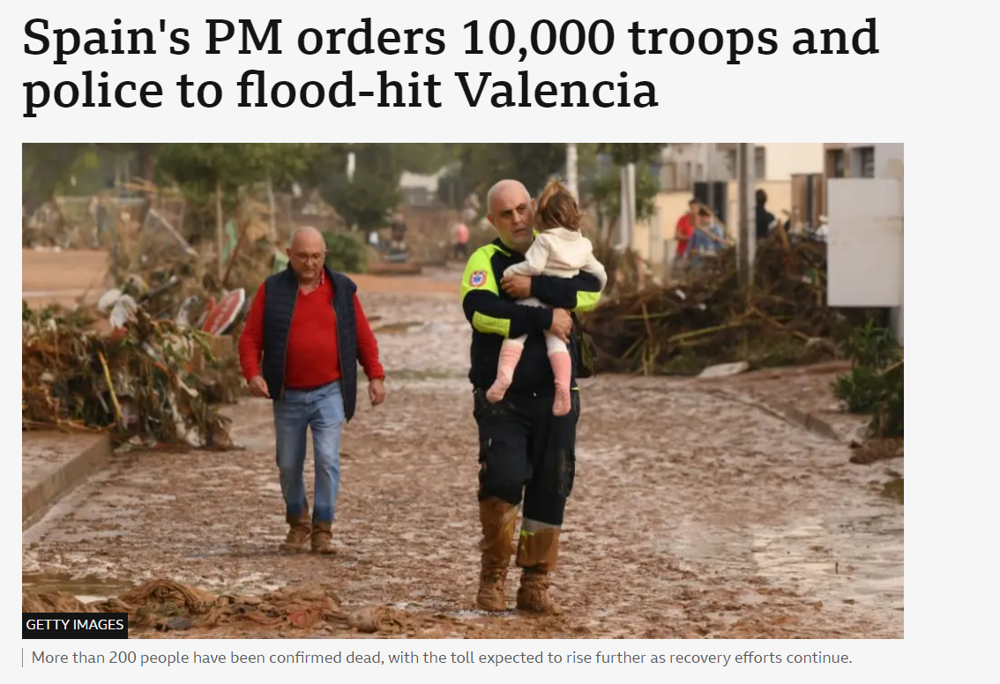 Spain's PM orders 10,000 troops and
police to flood-hit Valencia
GETTY IMAGES
More than 200 people have been confirmed dead, with the toll expected to rise further as recovery efforts continue.